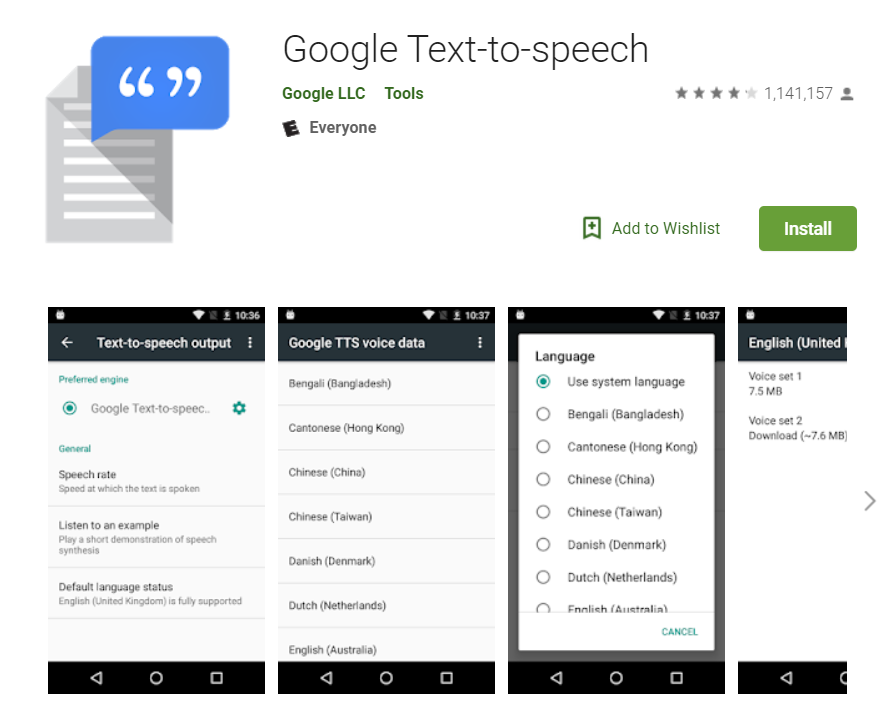 Google Text-to-speech
Google LLC Tools
1,141,157
Everyone
Add to Wishlist
Install
10:36
Text-to-speech output
Preferred engine
Google Text-to-speec..
General
Speech rate
Speed at which the text is spoken
Listen to an example
Play a short demonstration of speech
synthesis
Default language status
English (United Kingdom) is fully supported
10:37
Google TTS voice data
Bengali (Bangladesh)
Cantonese (Hong Kong)
Chinese (China)
Chinese (Taiwan)
Danish (Denmark)
Dutch (Netherlands)
English (Australia)
10:37
Language
Use system language
Bengali (Bangladesh)
Cantonese (Hong Kong)
Chinese (China)
Chinese (Taiwan)
Danish (Denmark)
Dutch (Netherlands)
English (Australia)
CANCEL
English (United
Voice set 1
7.5 MB
Voice set 2
Download (~7.6 MB)